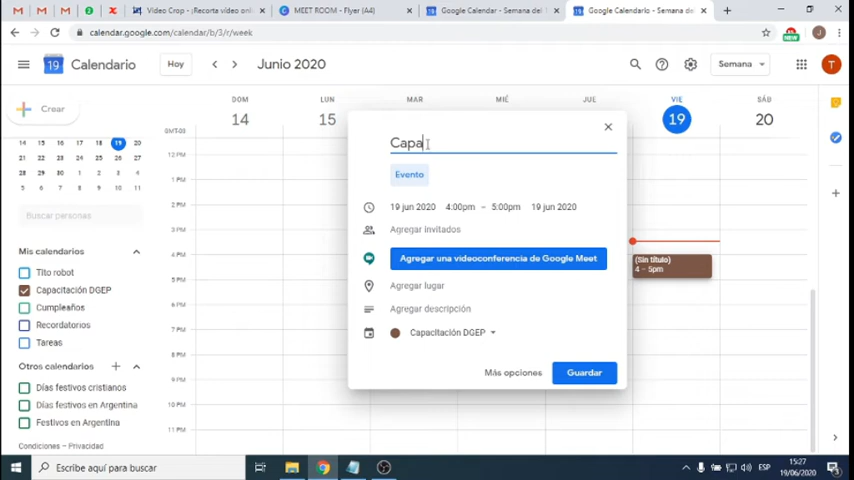 Video Crop - ¡Recorta vídeo onlin
MEET ROOM - Flyer (A4)
Google Calendar - Semana del 1
Google Calendario - Semana de
calendar.google.com/calendar/b/3/r/week
Calendario
Hoy
Junio 2020
Semana
T
Crear
14 15 16 17 18 19 20
21 22 23 24 25 26 27
28 29 30 1 2 3 4
5 6 7 8 9 10 11
Buscar personas
Mis calendarios
Tito robot
Capacitación DGEP
Cumpleaños
Recordatorios
Tareas
Otros calendarios
Días festivos cristianos
Días festivos en Argentina
Festivos en Argentina
Condiciones – Privacidad
DOM LUN MAR MIÉ JUE VIE SÁB
14 15 19 20
GMT-03
12 PM
1 PM
2 PM
3 PM
4 PM
5 PM
6 PM
7 PM
8 PM
9 PM
10 PM
11 PM
Capa
Evento
19 jun 2020 4:00pm – 5:00pm 19 jun 2020
Agregar invitados
Agregar una videoconferencia de Google Meet
Agregar lugar
Agregar descripción
Capacitación DGEP
Más opciones
Guardar
(Sin título)
4 – 5pm
Escribe aquí para buscar
ESP
15:27
19/06/2020